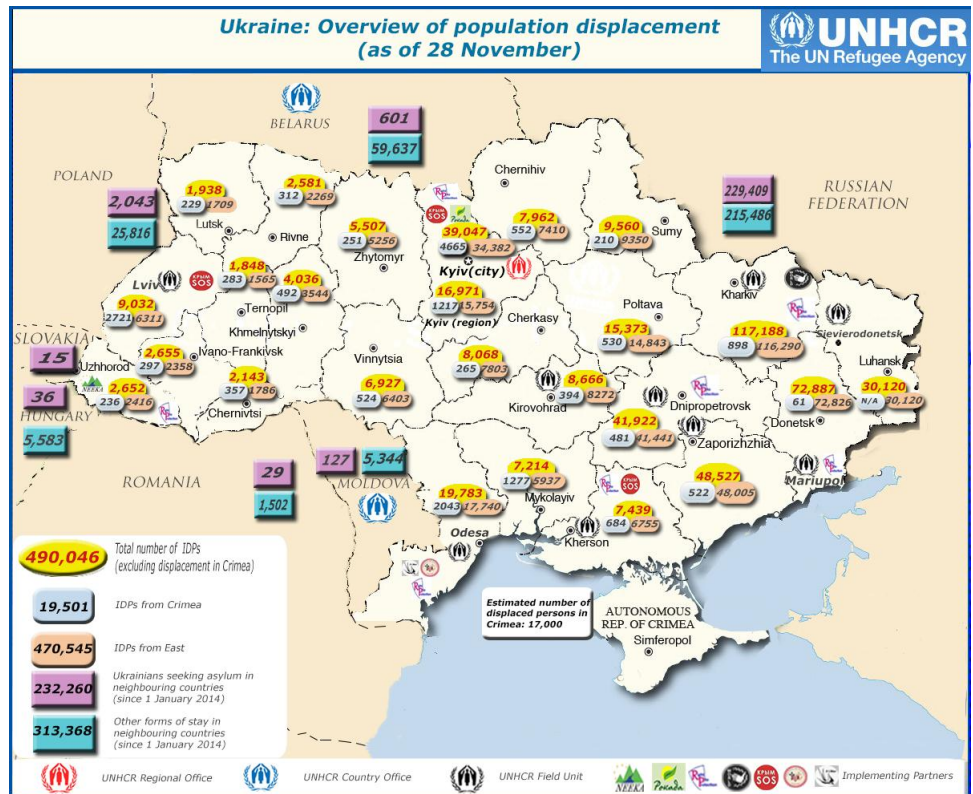 Ukraine: Overview of population displacement
(as of 28 November)
UNHCR
The UN Refugee Agency
BELARUS
601
59,637
POLAND
2,043
25,816
229,409
215,486
RUSSIAN
FEDERATION
Chernihiv
1,938
229 1709
Lutsk
2,581
312 2269
Rivne
5,507
251 5256
Zhytomyr
КРЫМ
SOS
39,047
4665 34,382
Kyiv(city)
7,962
552 7410
9,560
210 9350
Sumy
16,971
1217 15,754
Kyiv (region)
Lviv
КРЫМ
SOS
9,032
2721 6311
1,848
283 1565
Ternopil
4,036
492 3544
Khmelnytskyi
Cherkasy
Poltava
15,373
530 14,843
Kharkiv
117,188
898 116,290
Sievierodonetsk
Luhansk
SLOVAKIA
15
Uzhhorod
2,655
297 2358
Ivano-Frankivsk
Vinnytsia
8,068
265 7803
36
HUNGARY
5,583
NEEKA
2,652
236 2416
2,143
357 1786
Chernivtsi
6,927
524 6403
Kirovohrad
8,666
394 8272
Dnipropetrovsk
72,887
61 72,826
Donetsk
30,120
N/A 30,120
41,922
481 41,441
Zaporizhzhia
ROMANIA
29
1,502
127
5,344
MOLDOVA
7,214
1277 5937
Mykolayiv
КРЫМ
SOS
48,527
522 48,005
Mariupol
19,783
2043 17,740
Odesa
7,439
684 6755
Kherson
490,046
Total number of IDPs
(excluding displacement in Crimea)
19,501
IDPs from Crimea
470,545
IDPs from East
232,260
Ukrainians seeking asylum in
neighbouring countries
(since 1 January 2014)
313,368
Other forms of stay in
neighbouring countries
(since 1 January 2014)
Estimated number of
displaced persons in
Crimea: 17,000
AUTONOMOUS
REP. OF CRIMEA
Simferopol
UNHCR Regional Office
UNHCR Country Office
UNHCR Field Unit
NEEKA
Рокада
КРЫМ
SOS
Implementing Partners